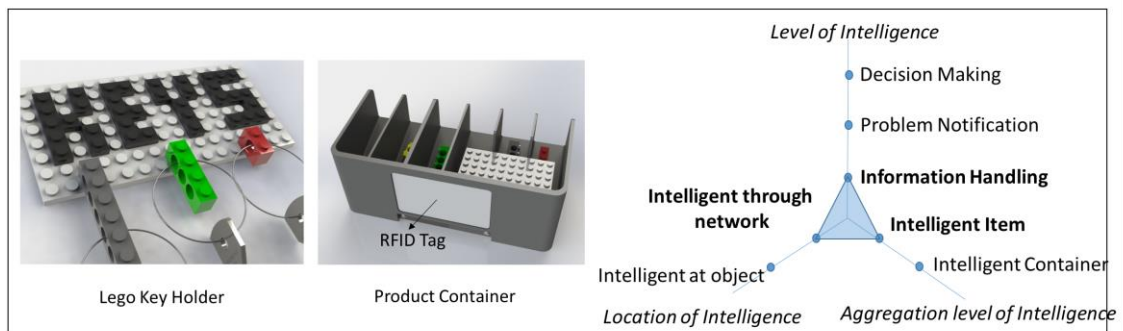 KEYS
RFID Tag
Lego Key Holder
Product Container
Level of Intelligence
Decision Making
Problem Notification
Information Handling
Intelligent through
network
Intelligent Item
Intelligent Container
Intelligent at object
Location of Intelligence
Aggregation level of Intelligence